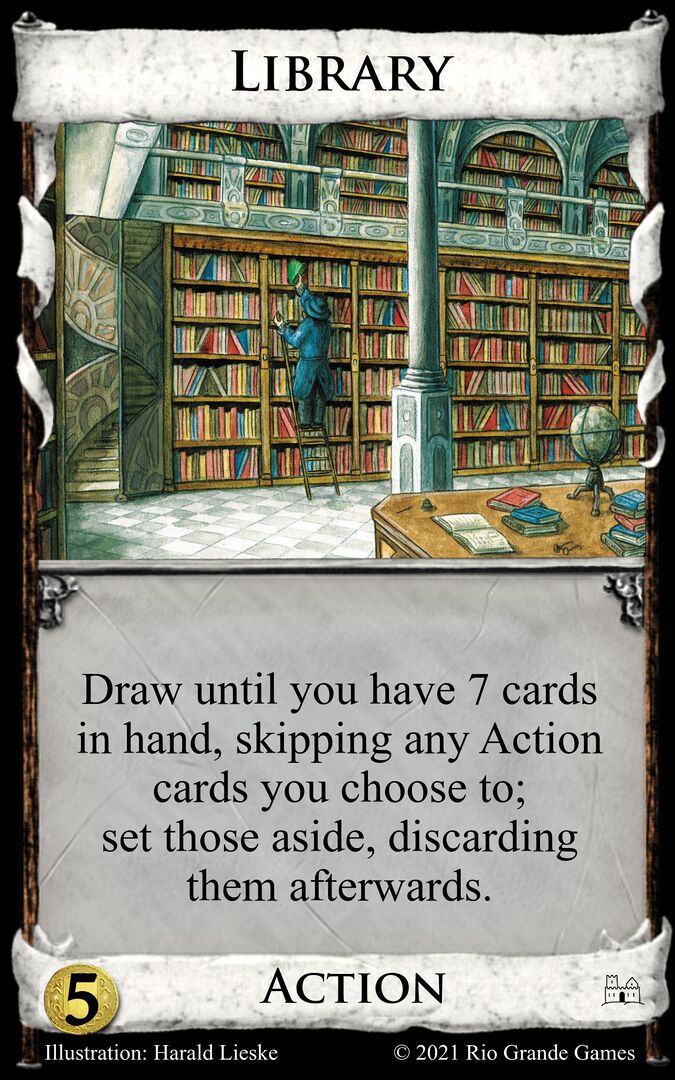 Library
Draw until you have 7 cards
in hand, skipping any Action
cards you choose to;
set those aside, discarding
them afterwards.
5
Action
Illustration: Harald Lieske
© 2021 Rio Grande Games